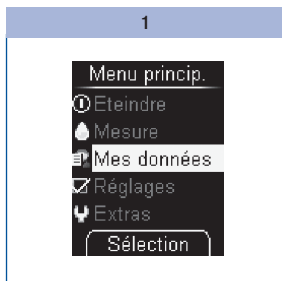 1
Menu princip.
Eteindre
Mesure
Mes données
Réglages
Extras
Sélection